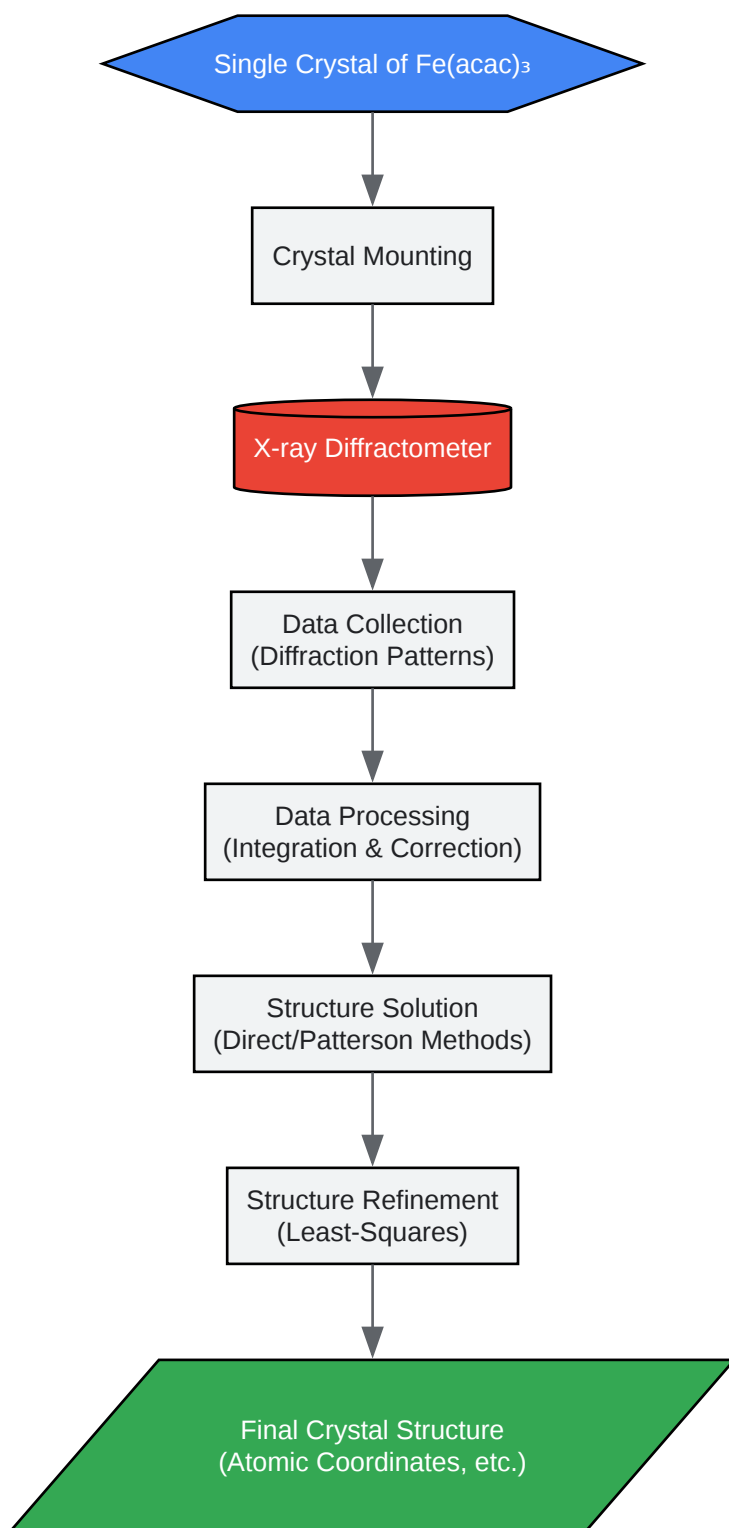 Single Crystal of Fe(acac)₃
Crystal Mounting
X-ray Diffractometer
Data Collection
(Diffraction Patterns)
Data Processing
(Integration & Correction)
Structure Solution
(Direct/Patterson Methods)
Structure Refinement
(Least-Squares)
Final Crystal Structure
(Atomic Coordinates, etc.)